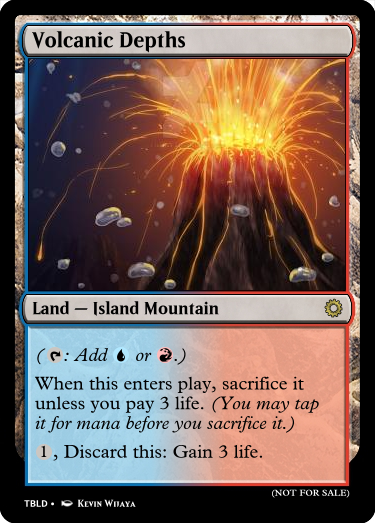 Volcanic Depths
Land — Island Mountain
( : Add or .)
When this enters play, sacrifice it
unless you pay 3 life. (You may tap
it for mana before you sacrifice it.)
1, Discard this: Gain 3 life.
(NOT FOR SALE)
TBLD • Kevin Wijaya